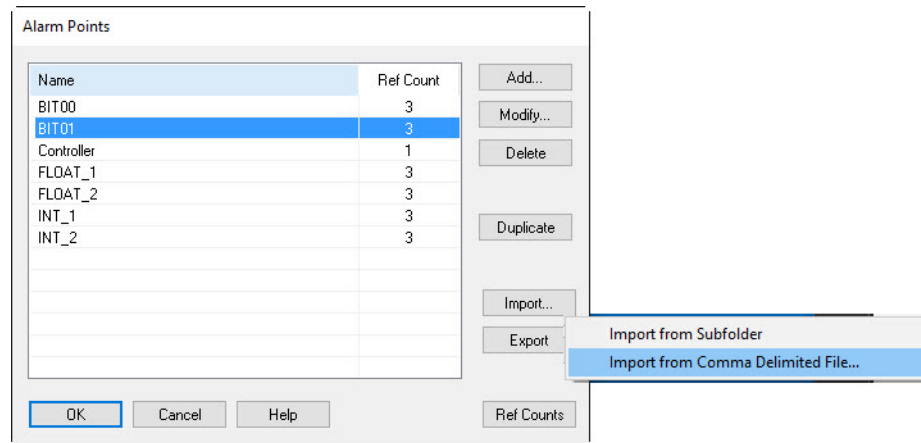 Alarm Points
Name Ref Count
BIT00 3
BIT01 3
Controller 1
FLOAT_1 3
FLOAT_2 3
INT_1 3
INT_2 3
Add...
Modify...
Delete
Duplicate
Import...
Export
Import from Subfolder
Import from Comma Delimited File...
OK Cancel Help Ref Counts